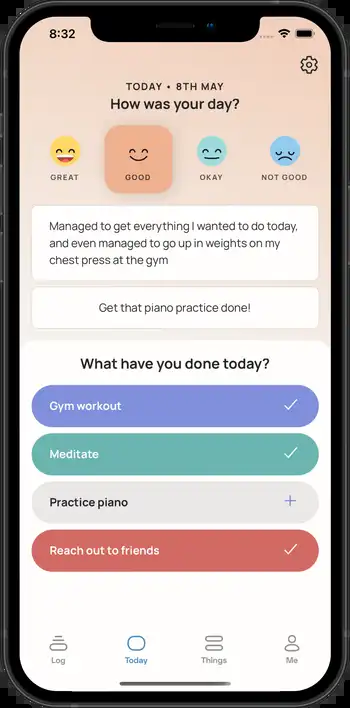 8:32
TODAY • 8TH MAY
How was your day?
GREAT
GOOD
OKAY
NOT GOOD
Managed to get everything I wanted to do today,
and even managed to go up in weights on my
chest press at the gym
Get that piano practice done!
What have you done today?
Gym workout
Meditate
Practice piano
Reach out to friends
Log
Today
Things
Me